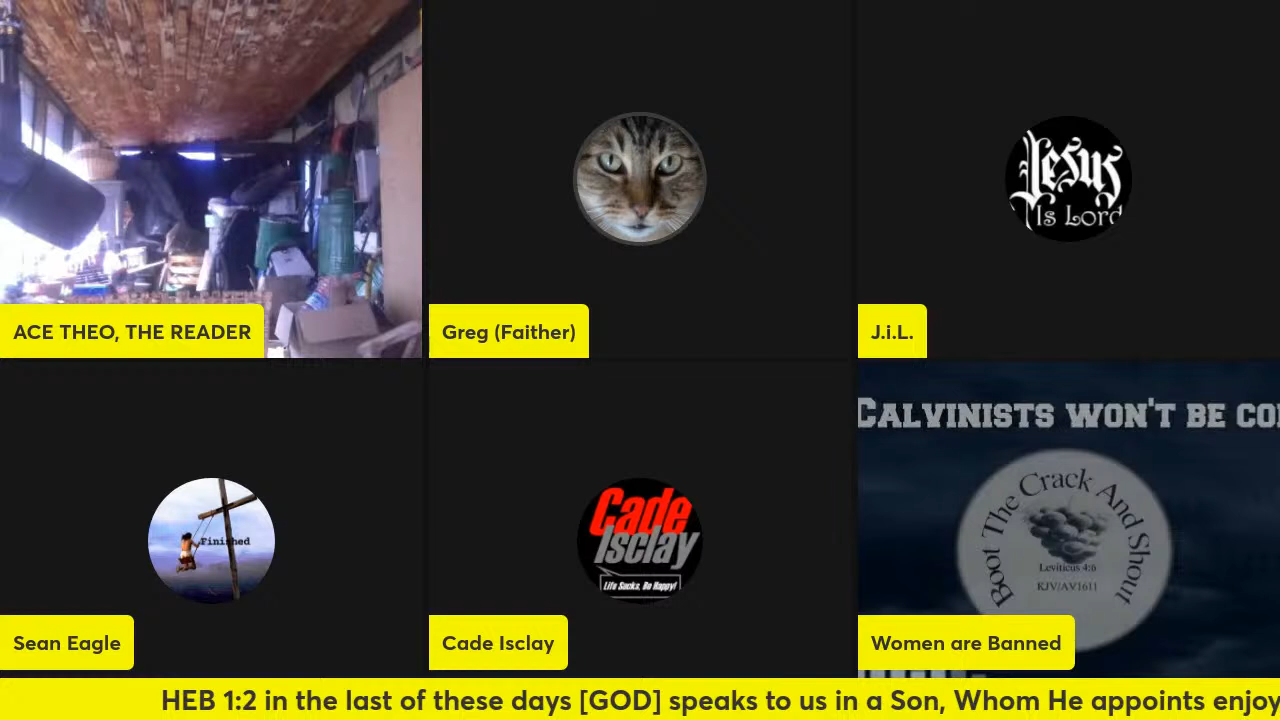 ACE THEO, THE READER
Greg (Faither)
Jesus
Is Lord
J.i.L.
Finished
Sean Eagle
Cade
Isclay
Life Sucks, Be Happy!
Cade Isclay
CALVINISTS WON'T BE CO
Boot The Crack And Shout
Leviticus 4:6
KJV/AV1611
Women are Banned
HEB 1:2 in the last of these days [GOD] speaks to us in a Son, Whom He appoints enjoy